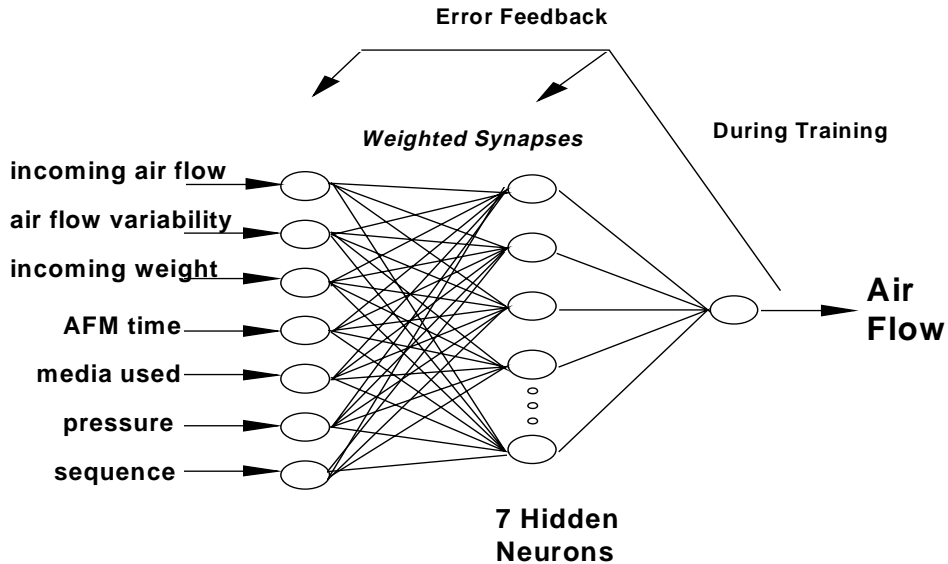 Error Feedback
During Training
Weighted Synapses
incoming air flow
air flow variability
incoming weight
AFM time
media used
pressure
sequence
Air
Flow
7 Hidden
Neurons